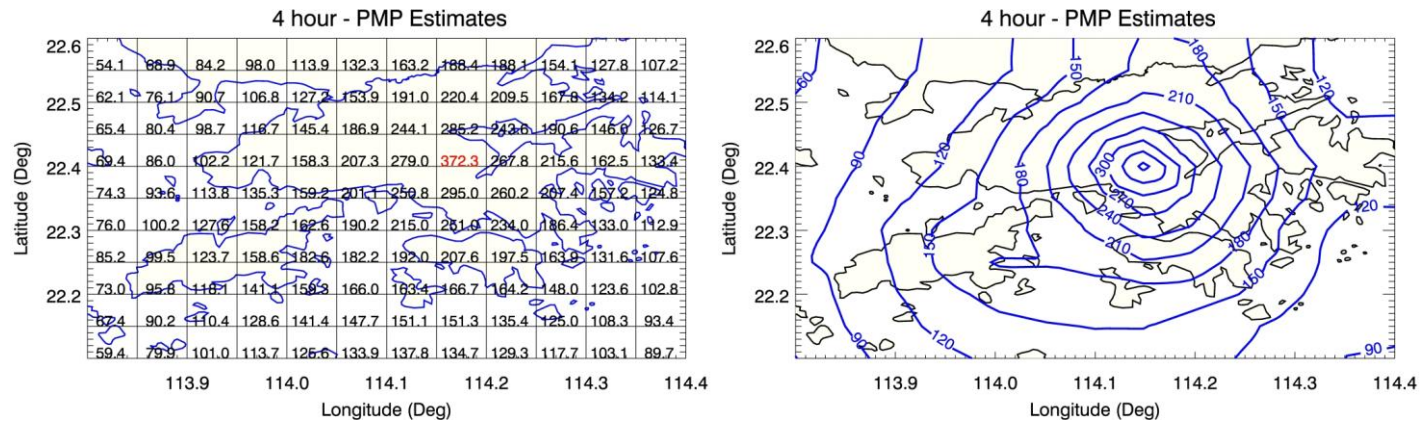 4 hour - PMP Estimates
22.6
54.1 68.9 84.2 98.0 113.9 132.3 163.2 188.4 188.1 154.1 127.8 107.2
22.5
62.1 76.1 106.8 153.9 191.0 220.4 209.5 167.8 134.2 114.1
22.4
65.4 80.4 98.7 116.7 145.4 186.9 244.1 285.2 243.6 190.6 146.0 126.7
Latitude (Deg)
69.4 86.0 102.2 121.7 158.3 207.3 279.0 372.3 267.8 215.6 162.5 133.4
74.3 93.6 113.8 135.3 159.2 201.1 250.8 295.0 260.2 207.4 157.2 124.8
22.3
76.0 100.2 127.6 158.2 162.6 190.2 215.0 251.0 234.0 186.4 133.0 112.9
85.2 99.5 123.7 158.6 182.6 182.2 192.0 207.6 197.5 163.9 131.6 107.6
22.2
73.0 95.8 118.1 141.1 159.3 166.0 163.4 166.7 164.2 148.0 123.6 102.8
90.2 110.4 128.6 141.4 147.7 151.1 151.3 135.4 125.0 108.3 93.4
59.4 79.9 101.0 113.7 125.6 133.9 137.8 134.7 129.3 117.7 103.1 89.7
113.9 114.0 114.1 114.2 114.3 114.4
Longitude (Deg)
4 hour - PMP Estimates
22.6
22.5
22.4
22.3
22.2
Latitude (Deg)
60
180
150
120
210
150
90
120
180
300
270
240
210
180
150
120
150
90
120
90
113.9 114.0 114.1 114.2 114.3 114.4
Longitude (Deg)